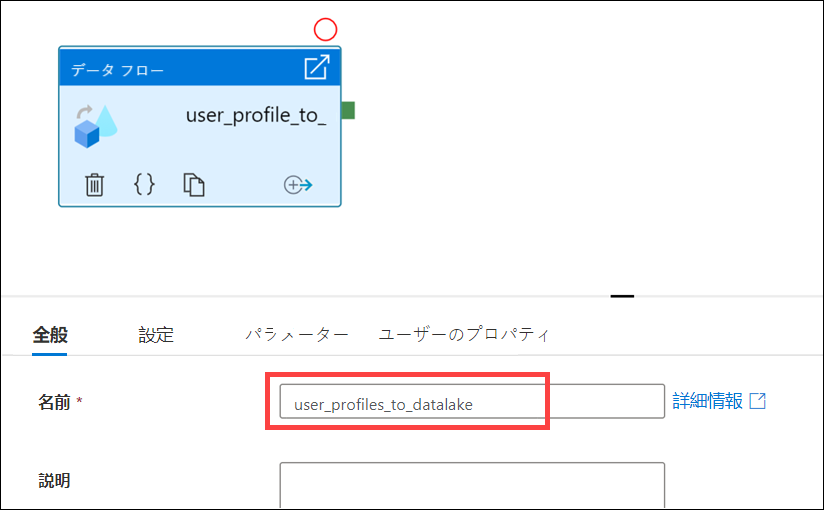 データ フロー
user_profile_to_
全般 設定 パラメーター ユーザーのプロパティ
名前 * user_profiles_to_datalake 詳細情報
説明